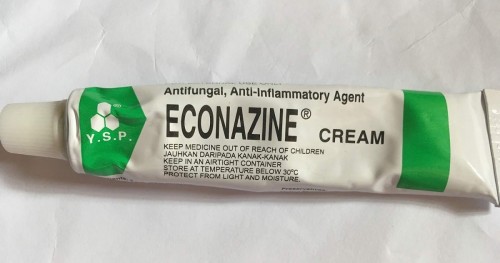 Antifungal, Anti-Inflammatory Agent
Y.S.P.
ECONAZINE® CREAM
KEEP MEDICINE OUT OF REACH OF CHILDREN
JAUHKAN DARIPADA KANAK-KANAK
KEEP IN AN AIRTIGHT CONTAINER
STORE AT TEMPERATURE BELOW 30°C
PROTECT FROM LIGHT AND MOISTURE.